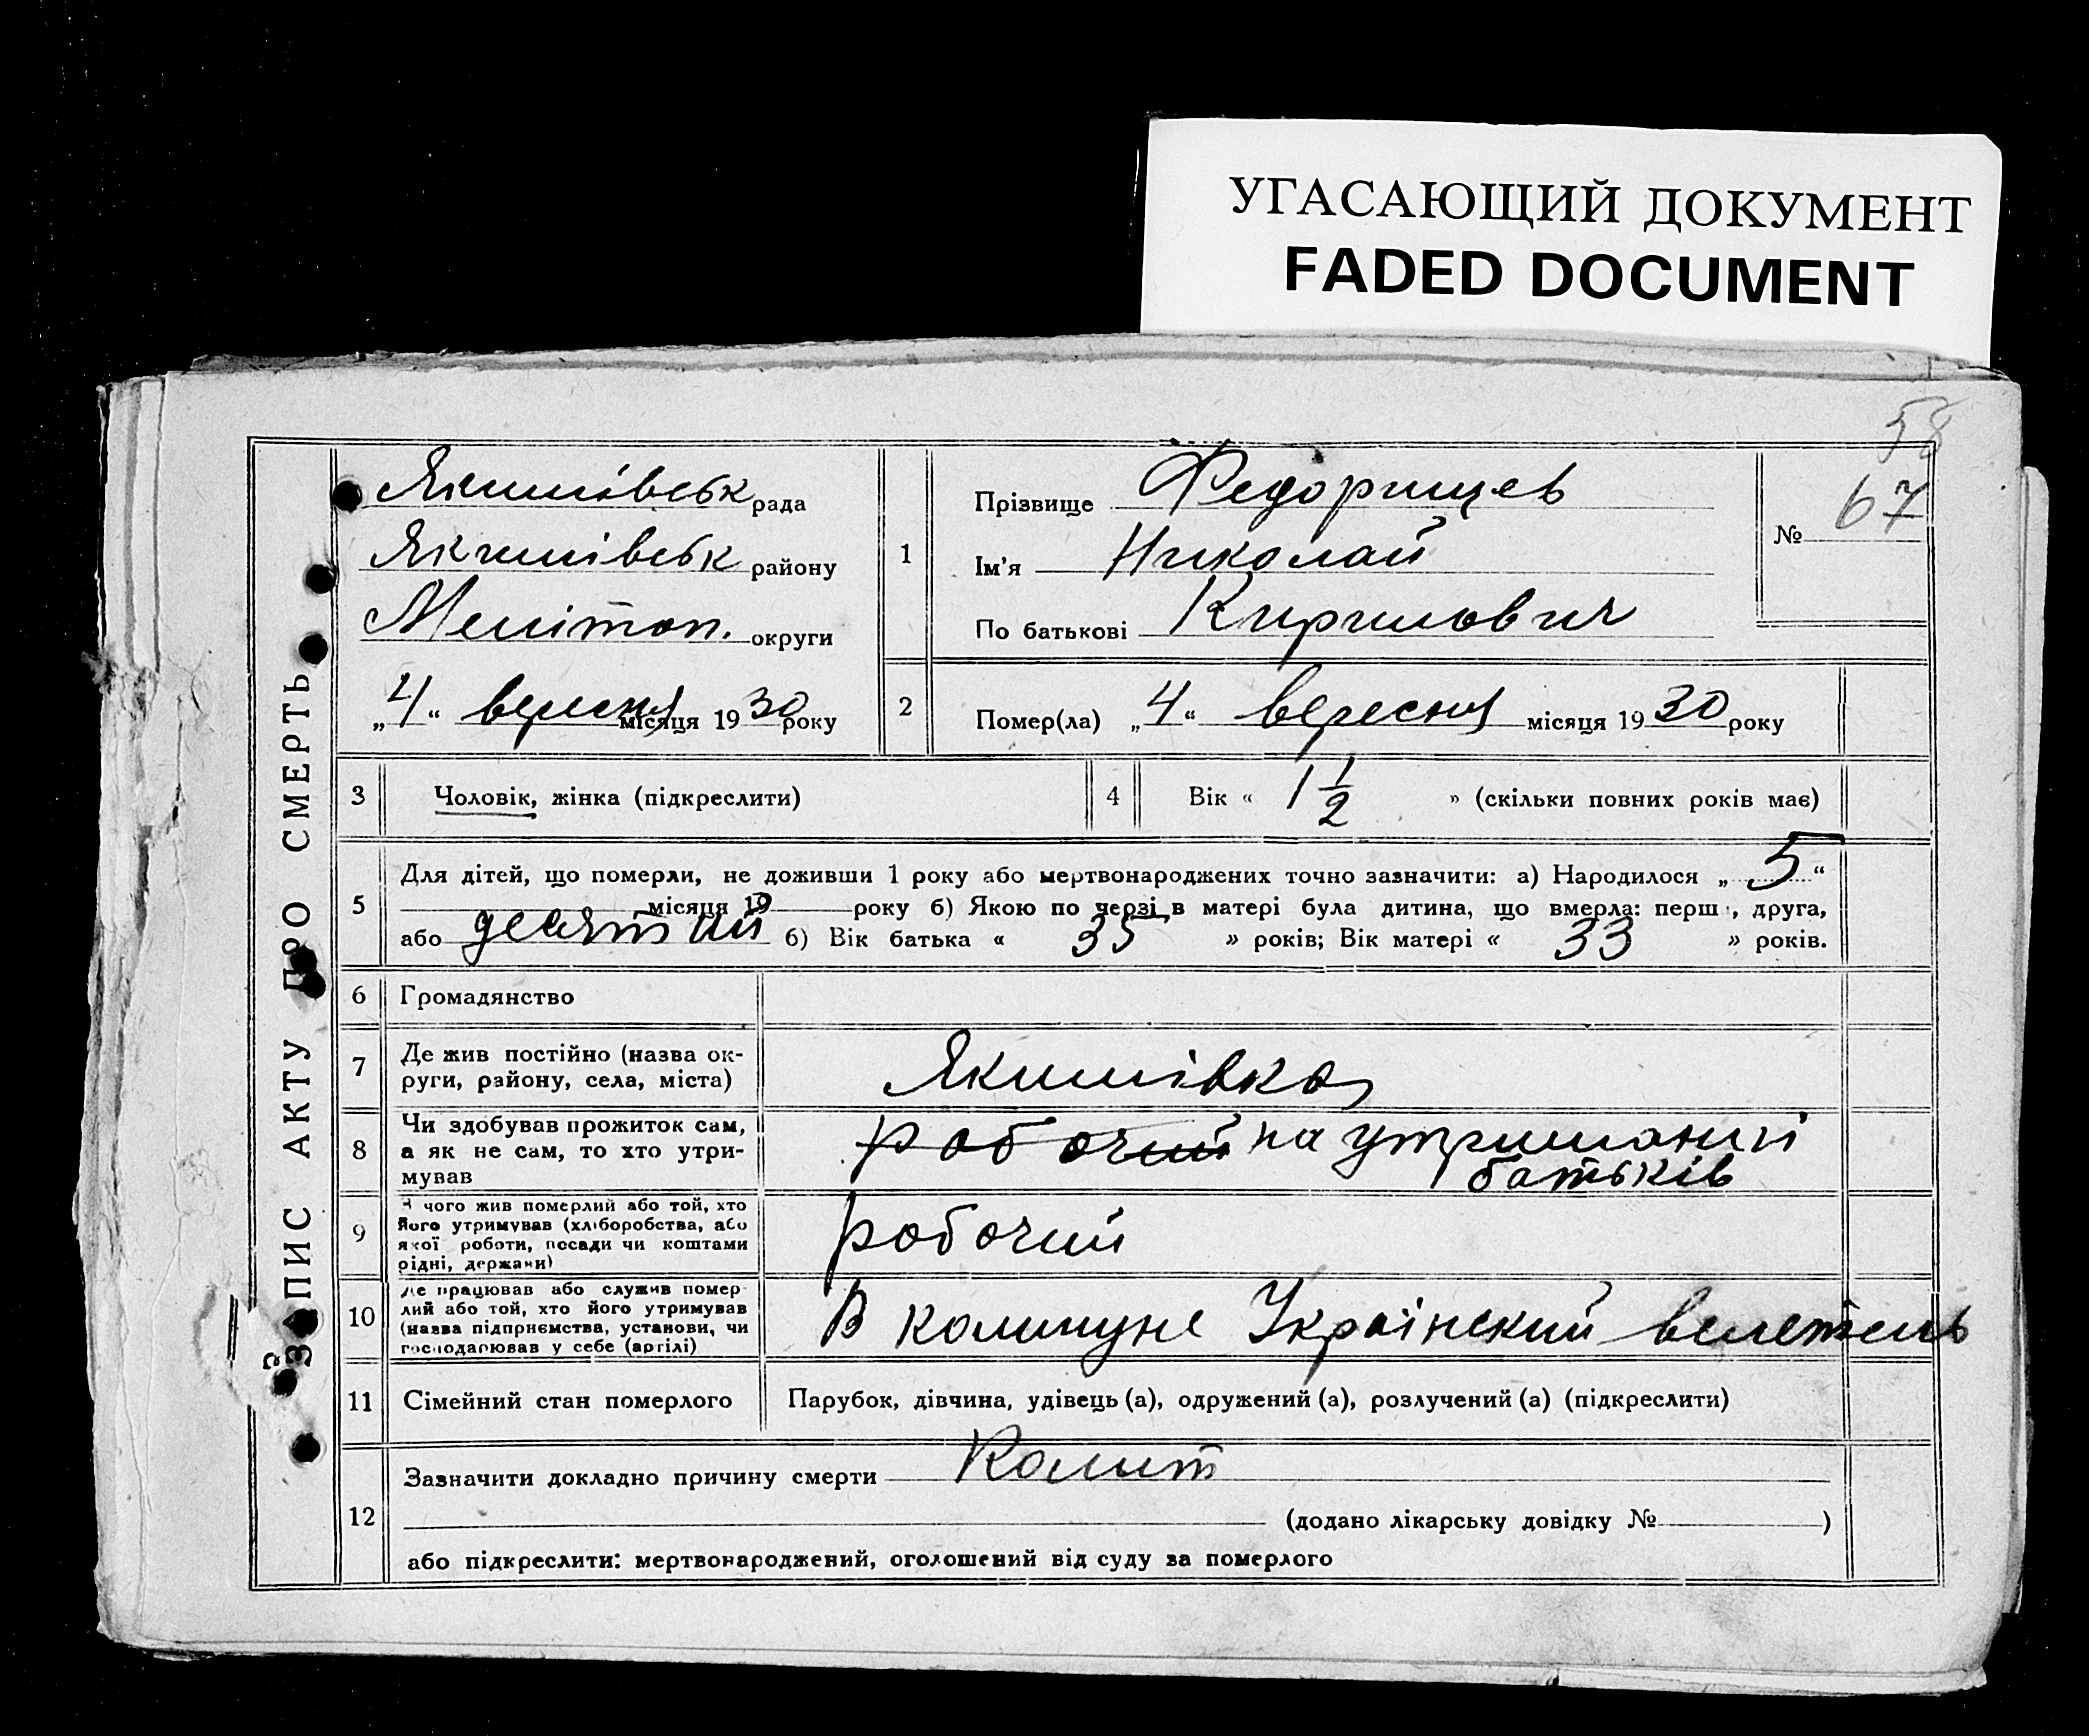 УГАСАЮЩИЙ ДОКУМЕНТ
FADED DOCUMENT
58
ЗАПИС АКТУ ПРО СМЕРТЬ
Якимівськ рада
Якимівськ району
Мелітоп. округи
„4“ вересня місяця 1930 року
1
Прізвище Федорищев
Ім'я Николай
По батькові Кирилович
№ 67
2
Помер(ла) „4“ вересня місяця 1930 року
3 Чоловік, жінка (підкреслити)
4 Вік « 1 1/2 » (скільки повних років має)
5
Для дітей, що померли, не доживши 1 року або мертвонароджених точно зазначити: а) Народилося „ 5 “
місяця 19 року б) Якою по черзі в матері була дитина, що вмерла: перш , друга,
або 6) Вік батька « 35 » років; Вік матері « 33 » років.
6 Громадянство
7
Де жив постійно (назва ок-
руги, району, села, міста)
Якимівка
8
Чи здобував прожиток сам,
а як не сам, то хто утри-
мував
робочий на утриманні
батьків
9
чого жив померлий або той, хто
його утримував (хліборобства, або
якої роботи, посади чи коштами
рідні, держави)
робочий
10
Де працював або служив помер
лий або той, хто його утримував
(назва підприємства, установи, чи
господарював у себе (артілі)
В комуне Український велетень
11 Сімейний стан померлого
Парубок, дівчина, удівець (а), одружений (а), розлучений (а) (підкреслити)
12
Зазначити докладно причину смерти Колит
(додано лікарську довідку № )
або підкреслити: мертвонароджений, оголошений від суду за померлого